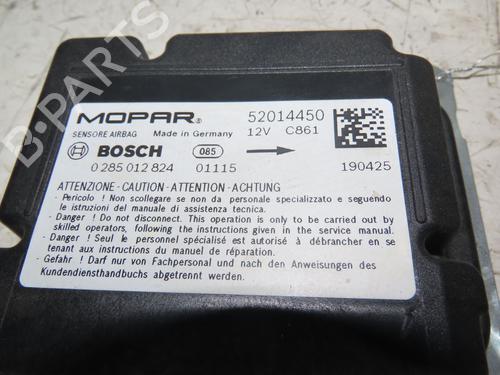 MOPAR®
52014450
SENSORE AIRBAG Made in Germany 12V C861
BOSCH 085
0 285 012 824 01115 190425
ATTENZIONE-CAUTION-ATTENTION-ACHTUNG
- Pericolo ! Non scollegare se non da personale specializzato e seguendo
le istruzioni del manuale di assistenza tecnica.
- Danger ! Do not disconnect. This operation is only to be carried out by
skilled operators, following the instructions given in the service manual.
- Danger ! Seul le personnel spécialisé est autorisé à débrancher en se
tenant aux instructions du manuel de réparation.
- Gefahr ! Darf nur von Fachpersonal und nach den Anweisungen des
Kundendiensthandbuchs abgetrennt werden.
B-PARTS